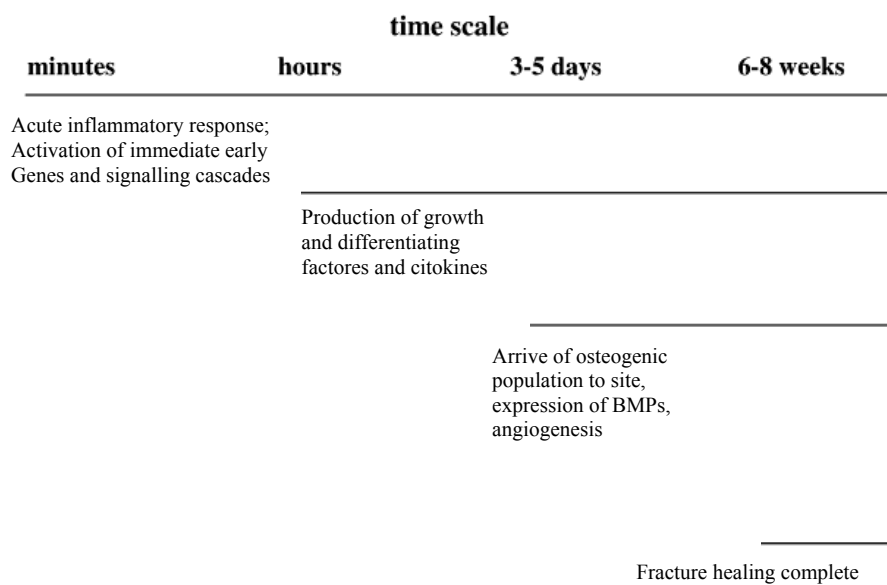 time scale
minutes hours 3-5 days 6-8 weeks
Acute inflammatory response;
Activation of immediate early
Genes and signalling cascades
Production of growth
and differentiating
factores and citokines
Arrive of osteogenic
population to site,
expression of BMPs,
angiogenesis
Fracture healing complete